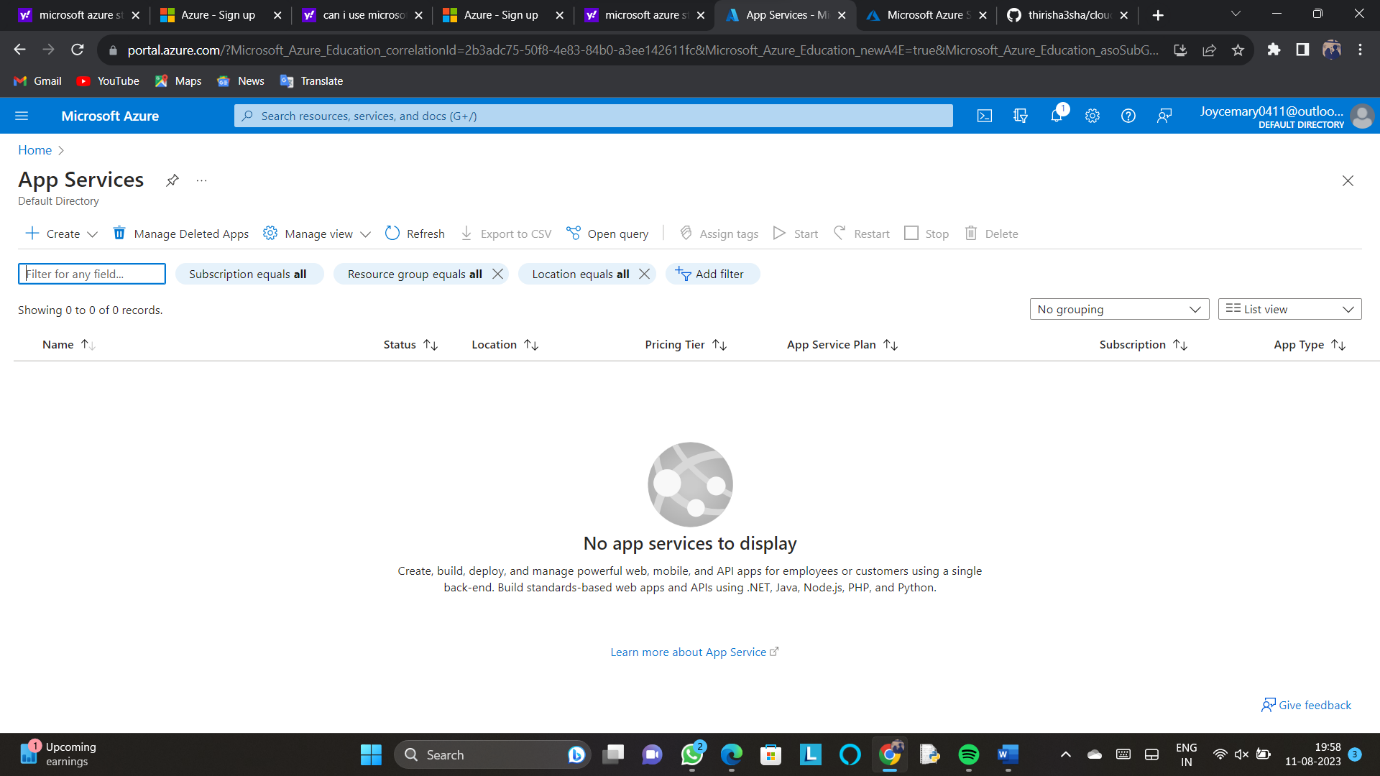 microsoft azure s
Azure - Sign up
can i use microso
Azure - Sign up
microsoft azure s
App Services - M
Microsoft Azure S
thirisha3sha/clou
portal.azure.com/?Microsoft_Azure_Education_correlationId=2b3adc75-50f8-4e83-84b0-a3ee142611fc&Microsoft_Azure_Education_newA4E=true&Microsoft_Azure_Education_asoSubG...
Gmail
YouTube
Maps
News
Translate
Microsoft Azure
Search resources, services, and docs (G+/)
1
Joycemary0411@outloo...
DEFAULT DIRECTORY
Home
App Services
...
Default Directory
Create
Manage Deleted Apps
Manage view
Refresh
Export to CSV
Open query
Assign tags
Start
Restart
Stop
Delete
Filter for any field...
Subscription equals all
Resource group equals all
Location equals all
Add filter
Showing 0 to 0 of 0 records.
No grouping
List view
Name
Status
Location
Pricing Tier
App Service Plan
Subscription
App Type
No app services to display
Create, build, deploy, and manage powerful web, mobile, and API apps for employees or customers using a single
back-end. Build standards-based web apps and APIs using .NET, Java, Node.js, PHP, and Python.
Learn more about App Service
Give feedback
1
Upcoming
earnings
Search
2
L
W
ENG
IN
19:58
11-08-2023
3